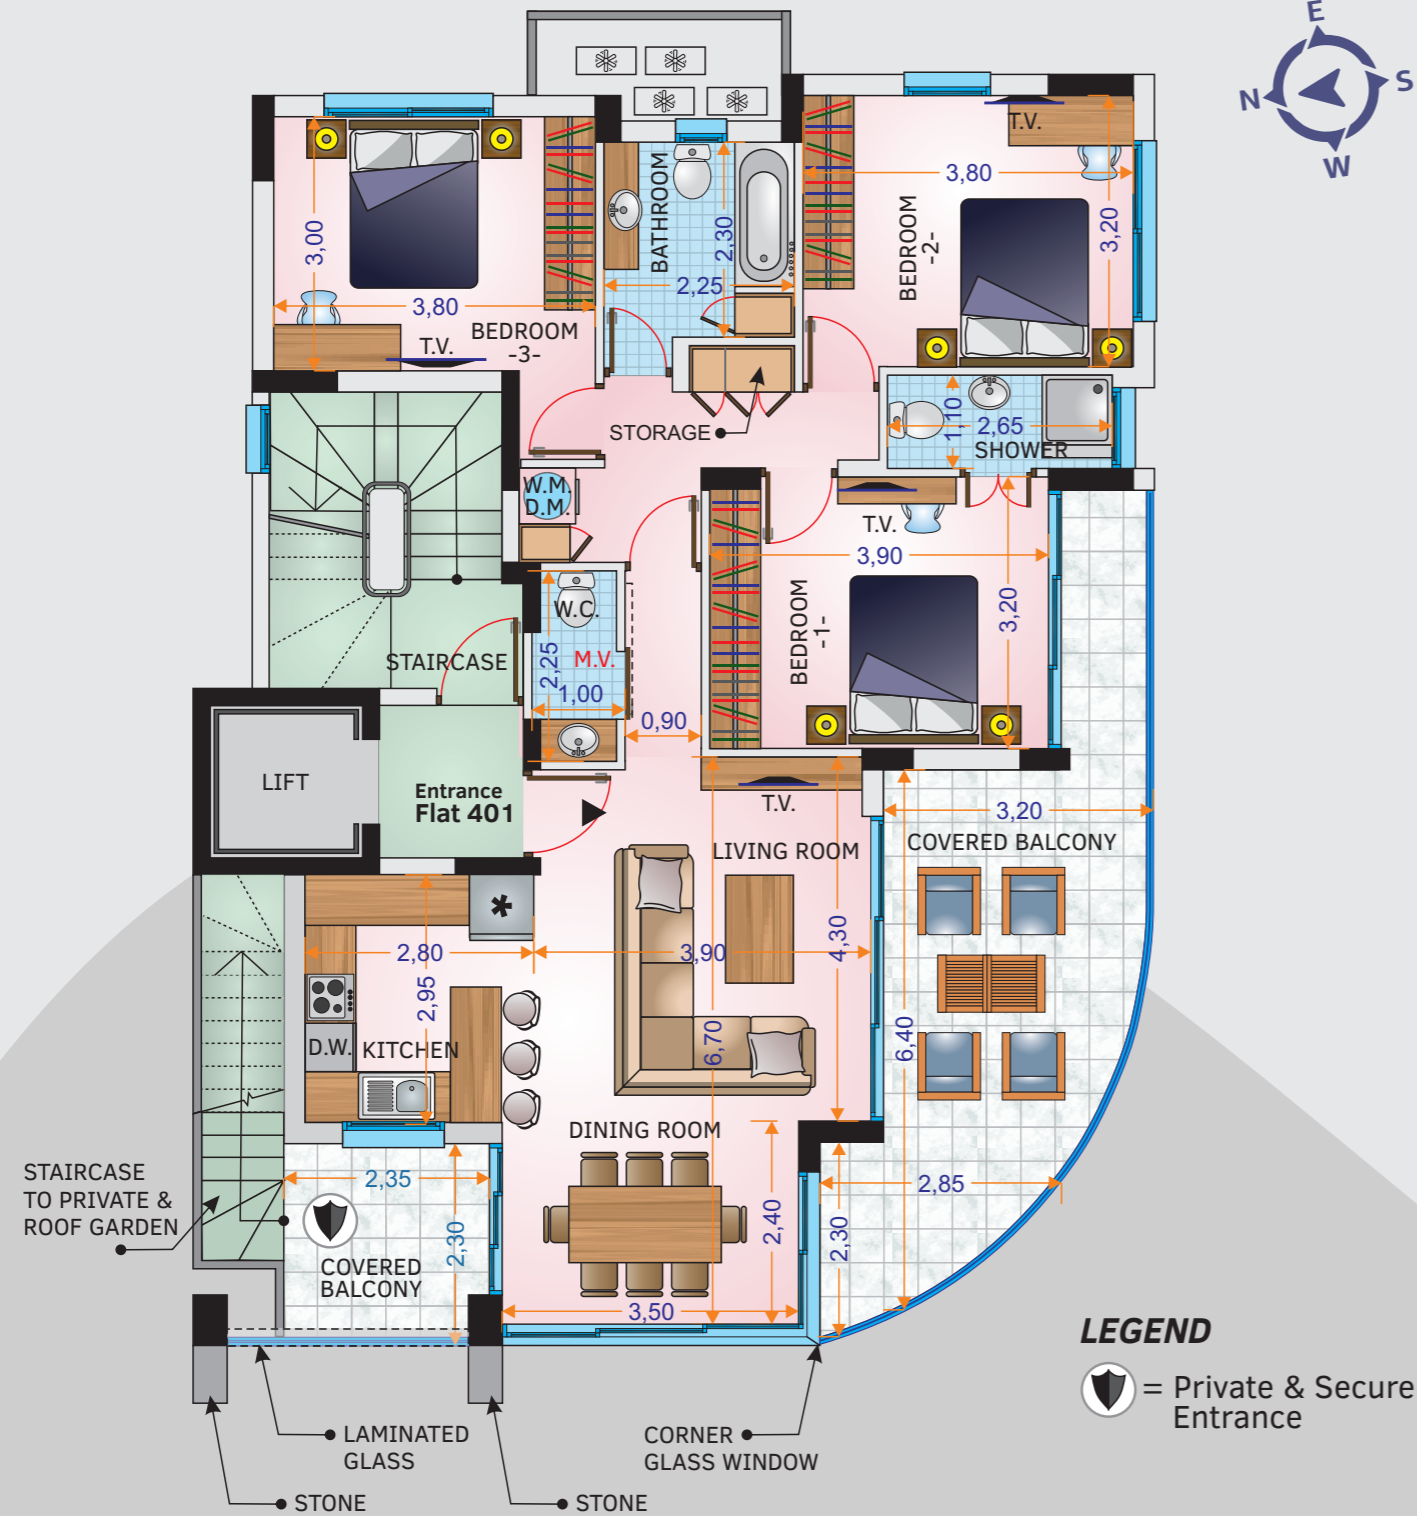 E
N
S
W
T.V.
3,80
3,20
BEDROOM
-2-
BATHROOM
2,30
2,25
3,00
3,80
BEDROOM
-3-
T.V.
STORAGE
1,10
2,65
SHOWER
W.M.
D.M.
T.V.
3,90
3,20
BEDROOM
-1-
W.C.
2,25
M.V.
1,00
STAIRCASE
0,90
LIFT
Entrance
Flat 401
T.V.
LIVING ROOM
3,20
COVERED BALCONY
2,80
3,90
4,30
2,95
*
D.W.
KITCHEN
6,70
6,40
DINING ROOM
STAIRCASE
TO PRIVATE &
ROOF GARDEN
2,35
2,30
COVERED
BALCONY
2,40
2,30
2,85
3,50
LEGEND
= Private & Secure
Entrance
LAMINATED
GLASS
CORNER
GLASS WINDOW
STONE
STONE